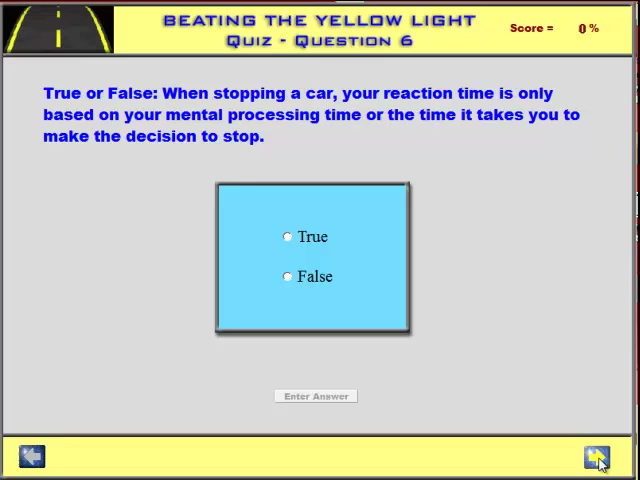 BEATING THE YELLOW LIGHT
QUIZ - QUESTION 6
Score = 0 %
True or False: When stopping a car, your reaction time is only
based on your mental processing time or the time it takes you to
make the decision to stop.
True
False
Enter Answer